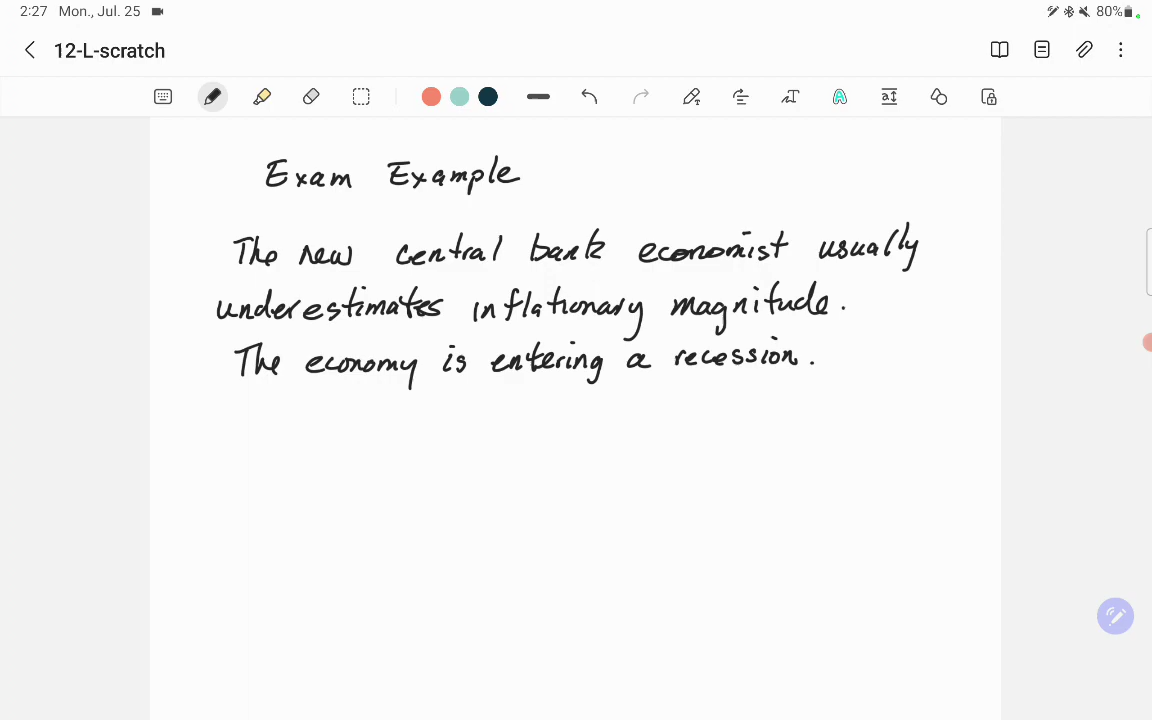 2:27 Mon., Jul. 25 80%
12-L-scratch
Exam Example
The new central bank economist usually
underestimates inflationary magnitude.
The economy is entering a recession.